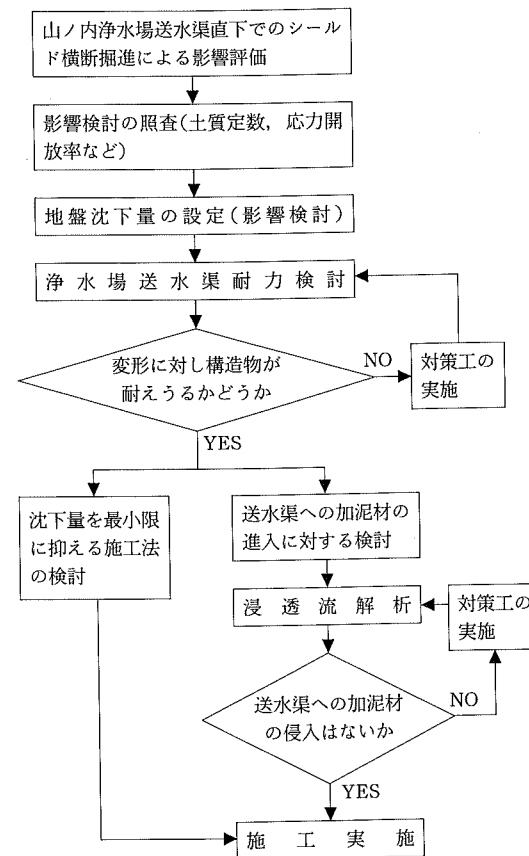 山ノ内浄水場送水渠直下でのシール
ド横断掘進による影響評価
影響検討の照査(土質定数,応力開
放率など)
地盤沈下量の設定(影響検討)
浄水場送水渠耐力検討
変形に対し構造物が
耐えうるかどうか
NO
対策工の
実施
YES
沈下量を最小限
に抑える施工法
の検討
送水渠への加泥材の
進入に対する検討
浸透流解析
対策工の
実施
送水渠への加泥材
の侵入はないか
NO
YES
施工実施